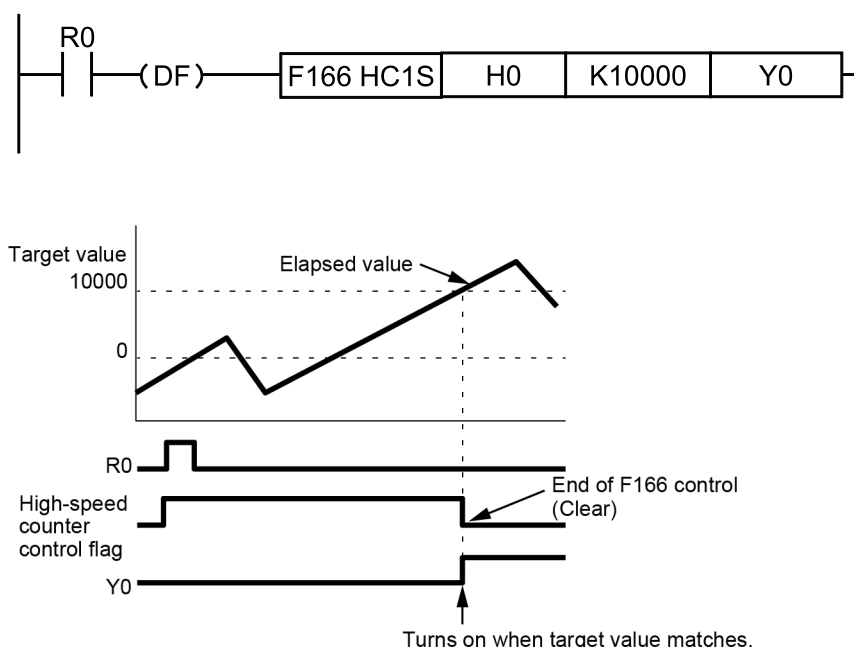 R0
(DF)
F166 HC1S H0 K10000 Y0
Target value
10000
Elapsed value
0
R0
High-speed
counter
control flag
End of F166 control
(Clear)
Y0
Turns on when target value matches.